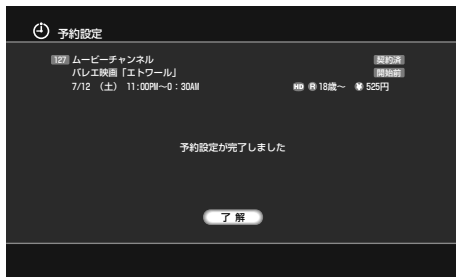 予約設定
127 ムービーチャンネル 契約済
バレエ映画「エトワール」 開始前
7/12 （土） 11:00PM～0：30AM HD R 18歳～ ¥ 525円
予約設定が完了しました
了 解